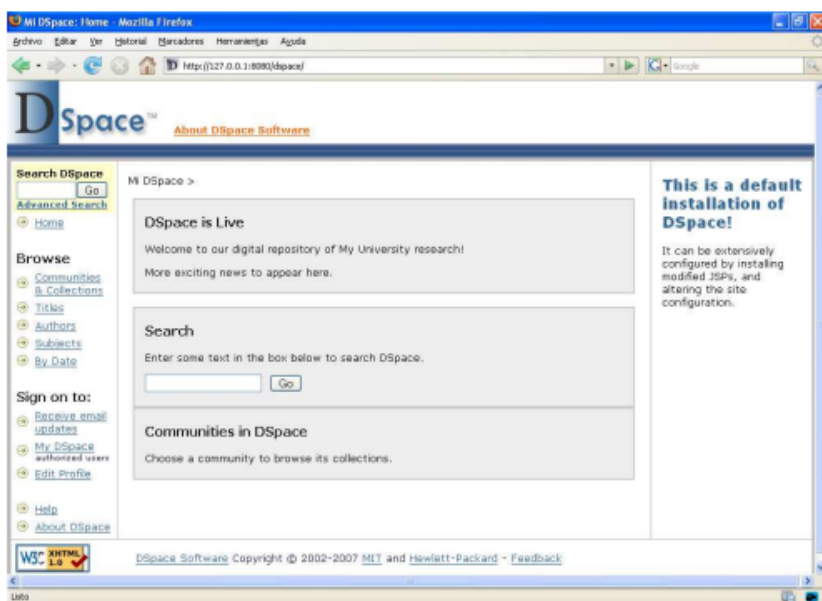 Mi DSpace: Home - Mozilla Firefox
Archivo Editar Ver Historial Marcadores Herramientas Ayuda
http://127.0.0.1:8080/dspace/
Google
DSpace™
About DSpace Software
Search DSpace
Go
Advanced Search
Home
Browse
Communities
& Collections
Titles
Authors
Subjects
By Date
Sign on to:
Receive email
updates
My DSpace
authorized users
Edit Profile
Help
About DSpace
Mi DSpace >
DSpace is Live
Welcome to our digital repository of My University research!
More exciting news to appear here.
Search
Enter some text in the box below to search DSpace.
Go
Communities in DSpace
Choose a community to browse its collections.
This is a default
installation of
DSpace!
It can be extensively
configured by installing
modified JSPs, and
altering the site
configuration.
W3C XHTML
1.0
DSpace Software Copyright © 2002-2007 MIT and Hewlett-Packard - Feedback
Listo